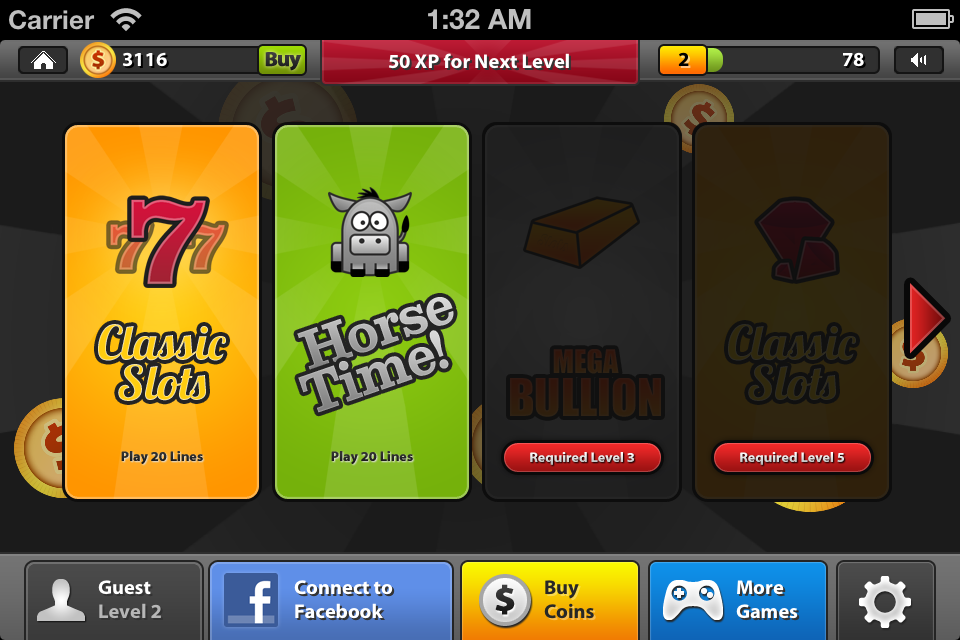 Carrier
1:32 AM
$ 3116 Buy
50 XP for Next Level
2 78
$
$
777
Classic
Slots
Play 20 Lines
Horse
Time!
Play 20 Lines
MEGA
BULLION
Required Level 3
Classic
Slots
Required Level 5
$
$
Guest
Level 2
f
Connect to
Facebook
$
Buy
Coins
More
Games